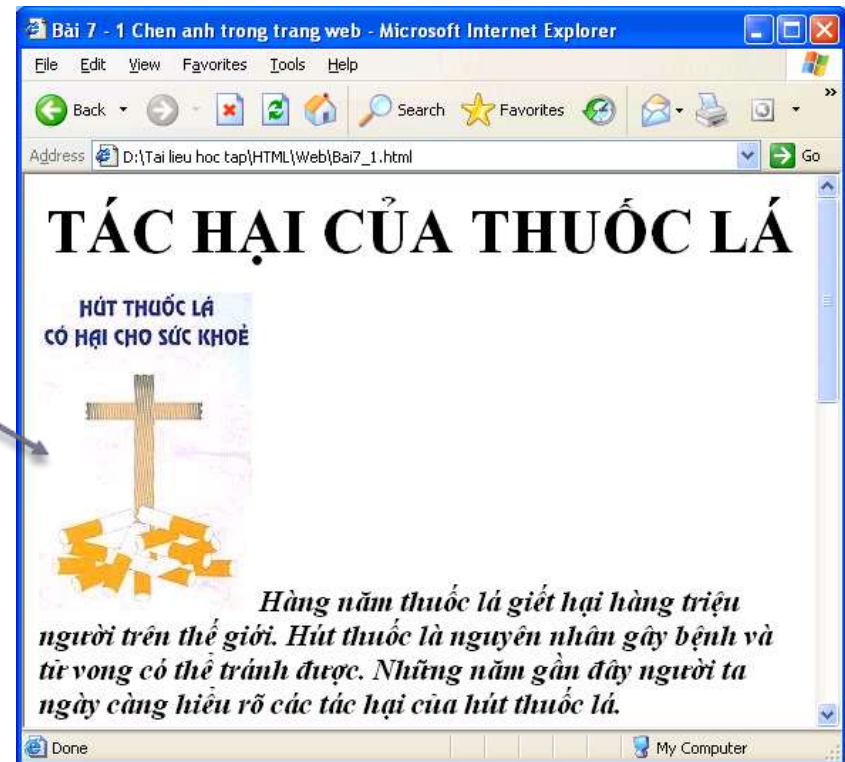 Bài 7 - 1 Chen anh trong trang web - Microsoft Internet Explorer
File Edit View Favorites Tools Help
Back Search Favorites »
Address D:\Tai lieu hoc tap\HTML\Web\Bai7_1.html Go
TÁC HẠI CỦA THUỐC LÁ
HÚT THUỐC LÁ
CÓ HẠI CHO SỨC KHOẺ
Hàng năm thuốc lá giết hại hàng triệu
người trên thế giới. Hút thuốc là nguyên nhân gây bệnh và
tử vong có thể tránh được. Những năm gần đây người ta
ngày càng hiểu rõ các tác hại của hút thuốc lá.
Done My Computer